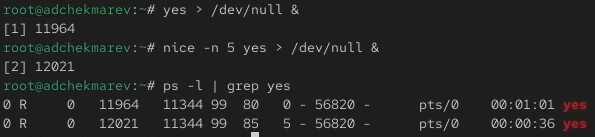 root@adchekmarev:~# yes > /dev/null &
[1] 11964
root@adchekmarev:~# nice -n 5 yes > /dev/null &
[2] 12021
root@adchekmarev:~# ps -l | grep yes
0 R     0   11964   11344 99  80   0 - 56820 -      pts/0    00:01:01 yes
0 R     0   12021   11344 99  85   5 - 56820 -      pts/0    00:00:36 yes